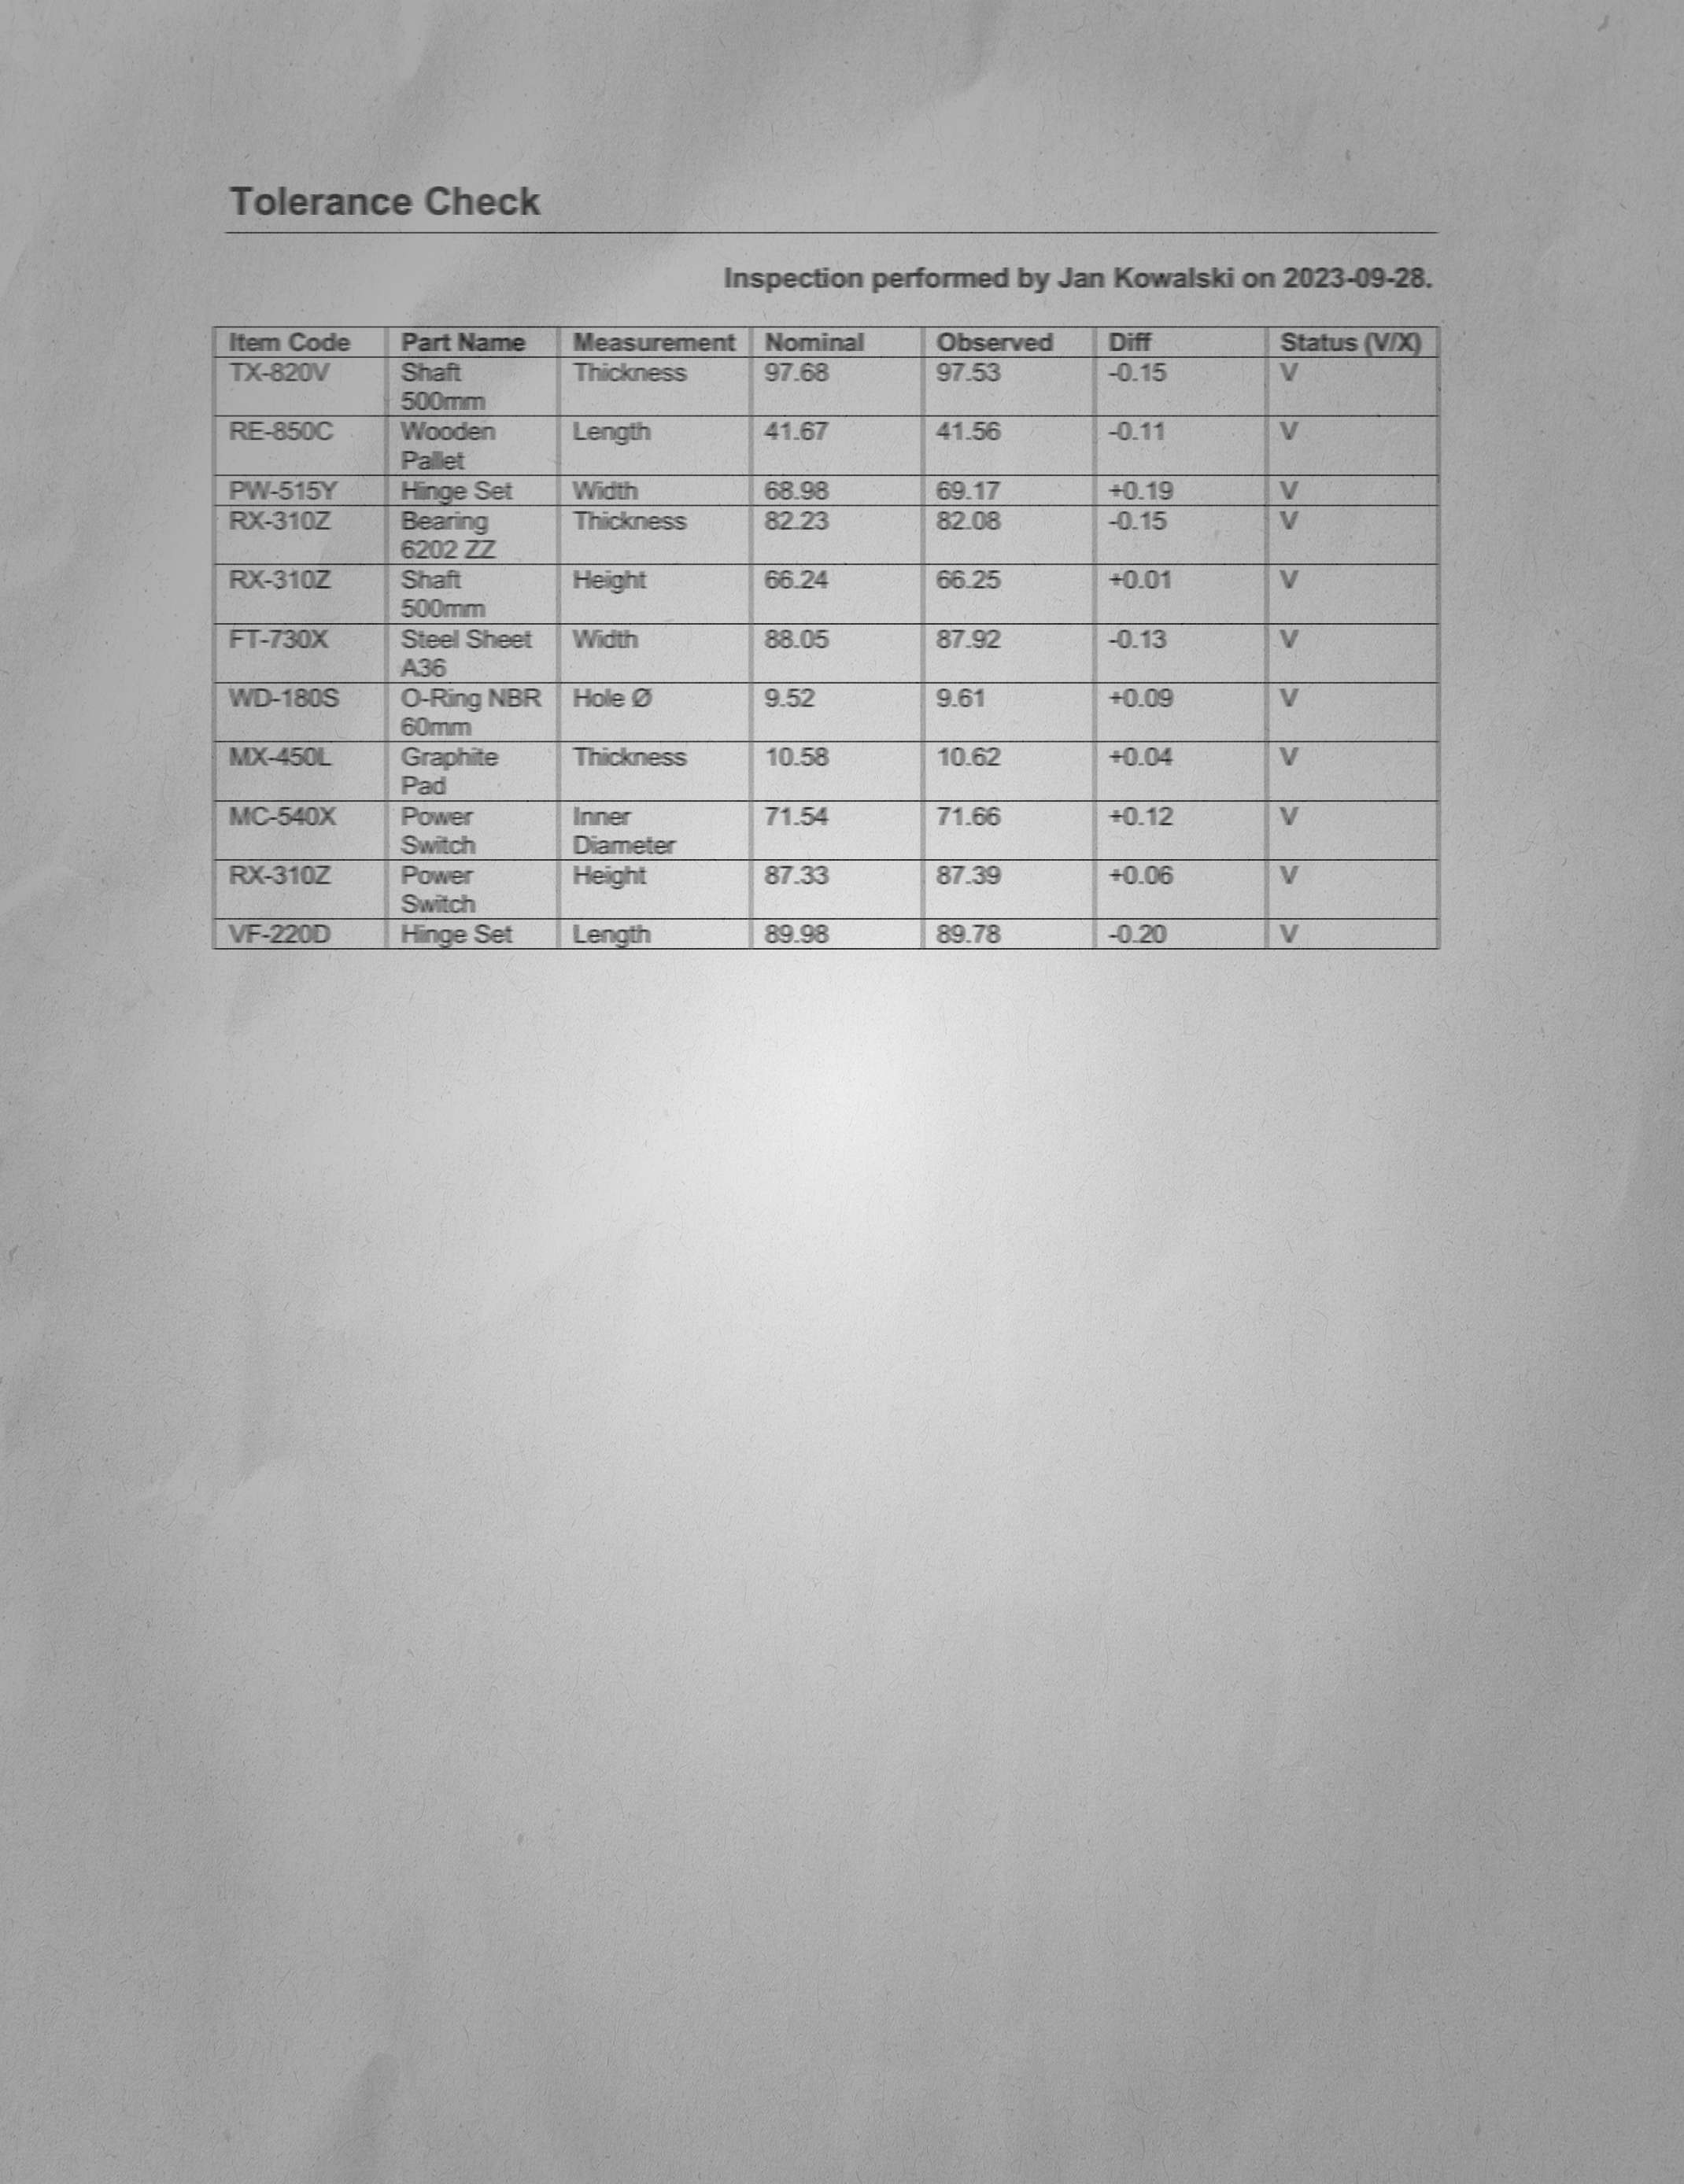 Tolerance Check
Inspection performed by Jan Kowalski on 2023-09-28.
Item Code Part Name Measurement Nominal Observed Diff Status (V/X)
TX-820V Shaft 500mm Thickness 97.68 97.53 -0.15 V
RE-850C Wooden Pallet Length 41.67 41.56 -0.11 V
PW-515Y Hinge Set Width 68.98 69.17 +0.19 V
RX-310Z Bearing 6202 ZZ Thickness 82.23 82.08 -0.15 V
RX-310Z Shaft 500mm Height 66.24 66.25 +0.01 V
FT-730X Steel Sheet A36 Width 88.05 87.92 -0.13 V
WD-180S O-Ring NBR 60mm Hole Ø 9.52 9.61 +0.09 V
MX-450L Graphite Pad Thickness 10.58 10.62 +0.04 V
MC-540X Power Switch Inner Diameter 71.54 71.66 +0.12 V
RX-310Z Power Switch Height 87.33 87.39 +0.06 V
VF-220D Hinge Set Length 89.98 89.78 -0.20 V